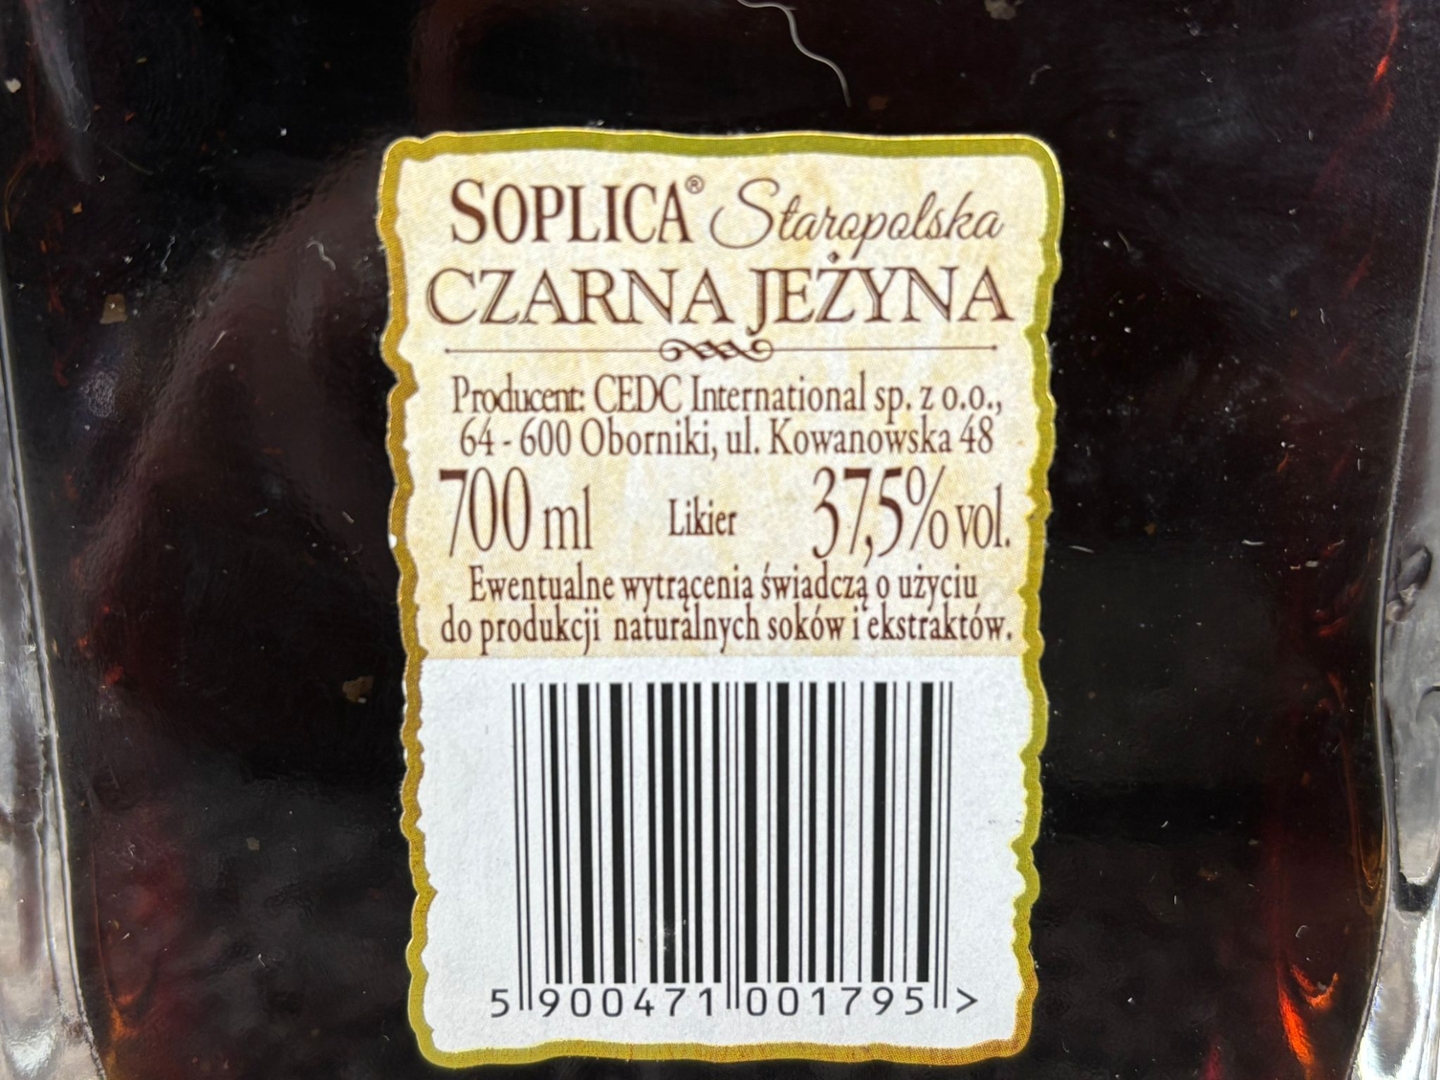 SOPLICA® Staropolska
CZARNA JEŻYNA
Producent: CEDC International sp. z o.o.,
64 - 600 Oborniki, ul. Kowanowska 48
700 ml Likier 37,5% vol.
Ewentualne wytrącenia świadczą o użyciu
do produkcji naturalnych soków i ekstraktów.
5 900471 001795 >